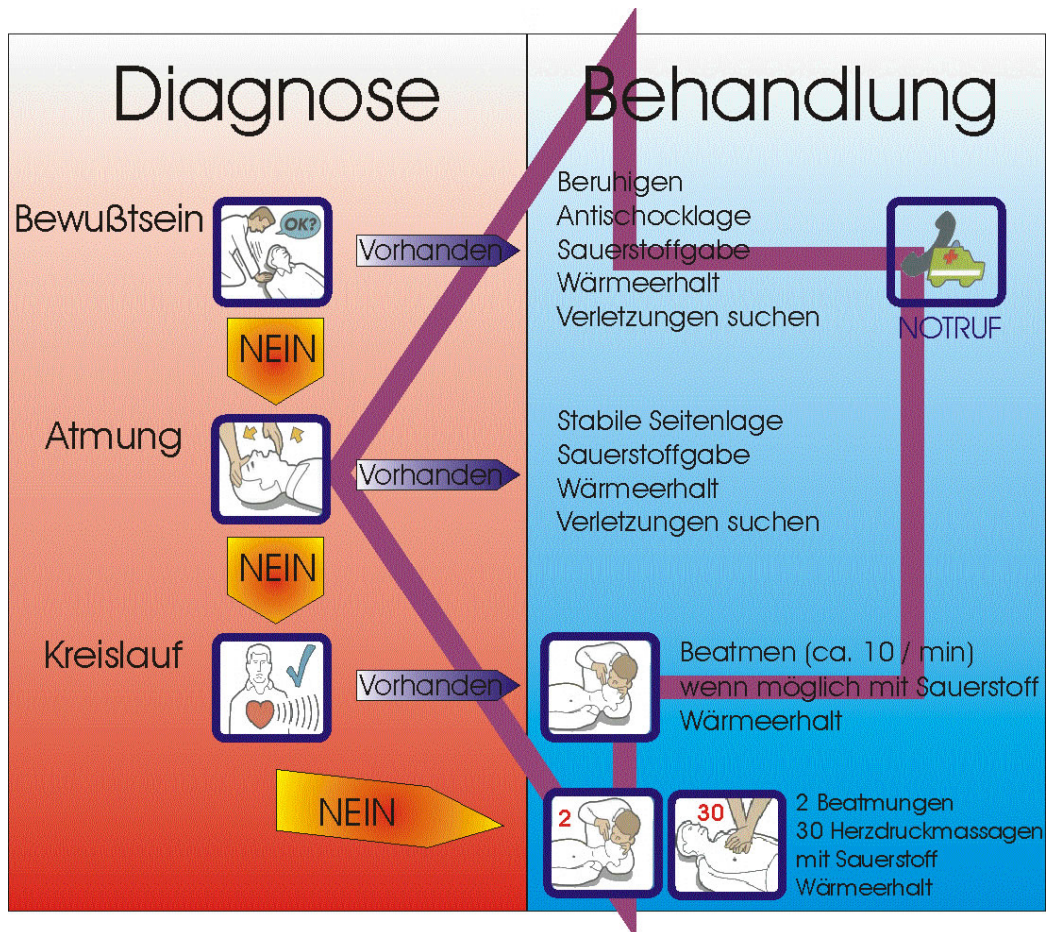 Diagnose
Behandlung
Bewußtsein
OK?
Vorhanden
Beruhigen
Antischocklage
Sauerstoffgabe
Wärmeerhalt
Verletzungen suchen
NOTRUF
NEIN
Atmung
Vorhanden
Stabile Seitenlage
Sauerstoffgabe
Wärmeerhalt
Verletzungen suchen
NEIN
Kreislauf
Vorhanden
Beatmen (ca. 10 / min)
wenn möglich mit Sauerstoff
Wärmeerhalt
NEIN
2
30
2 Beatmungen
30 Herzdruckmassagen
mit Sauerstoff
Wärmeerhalt